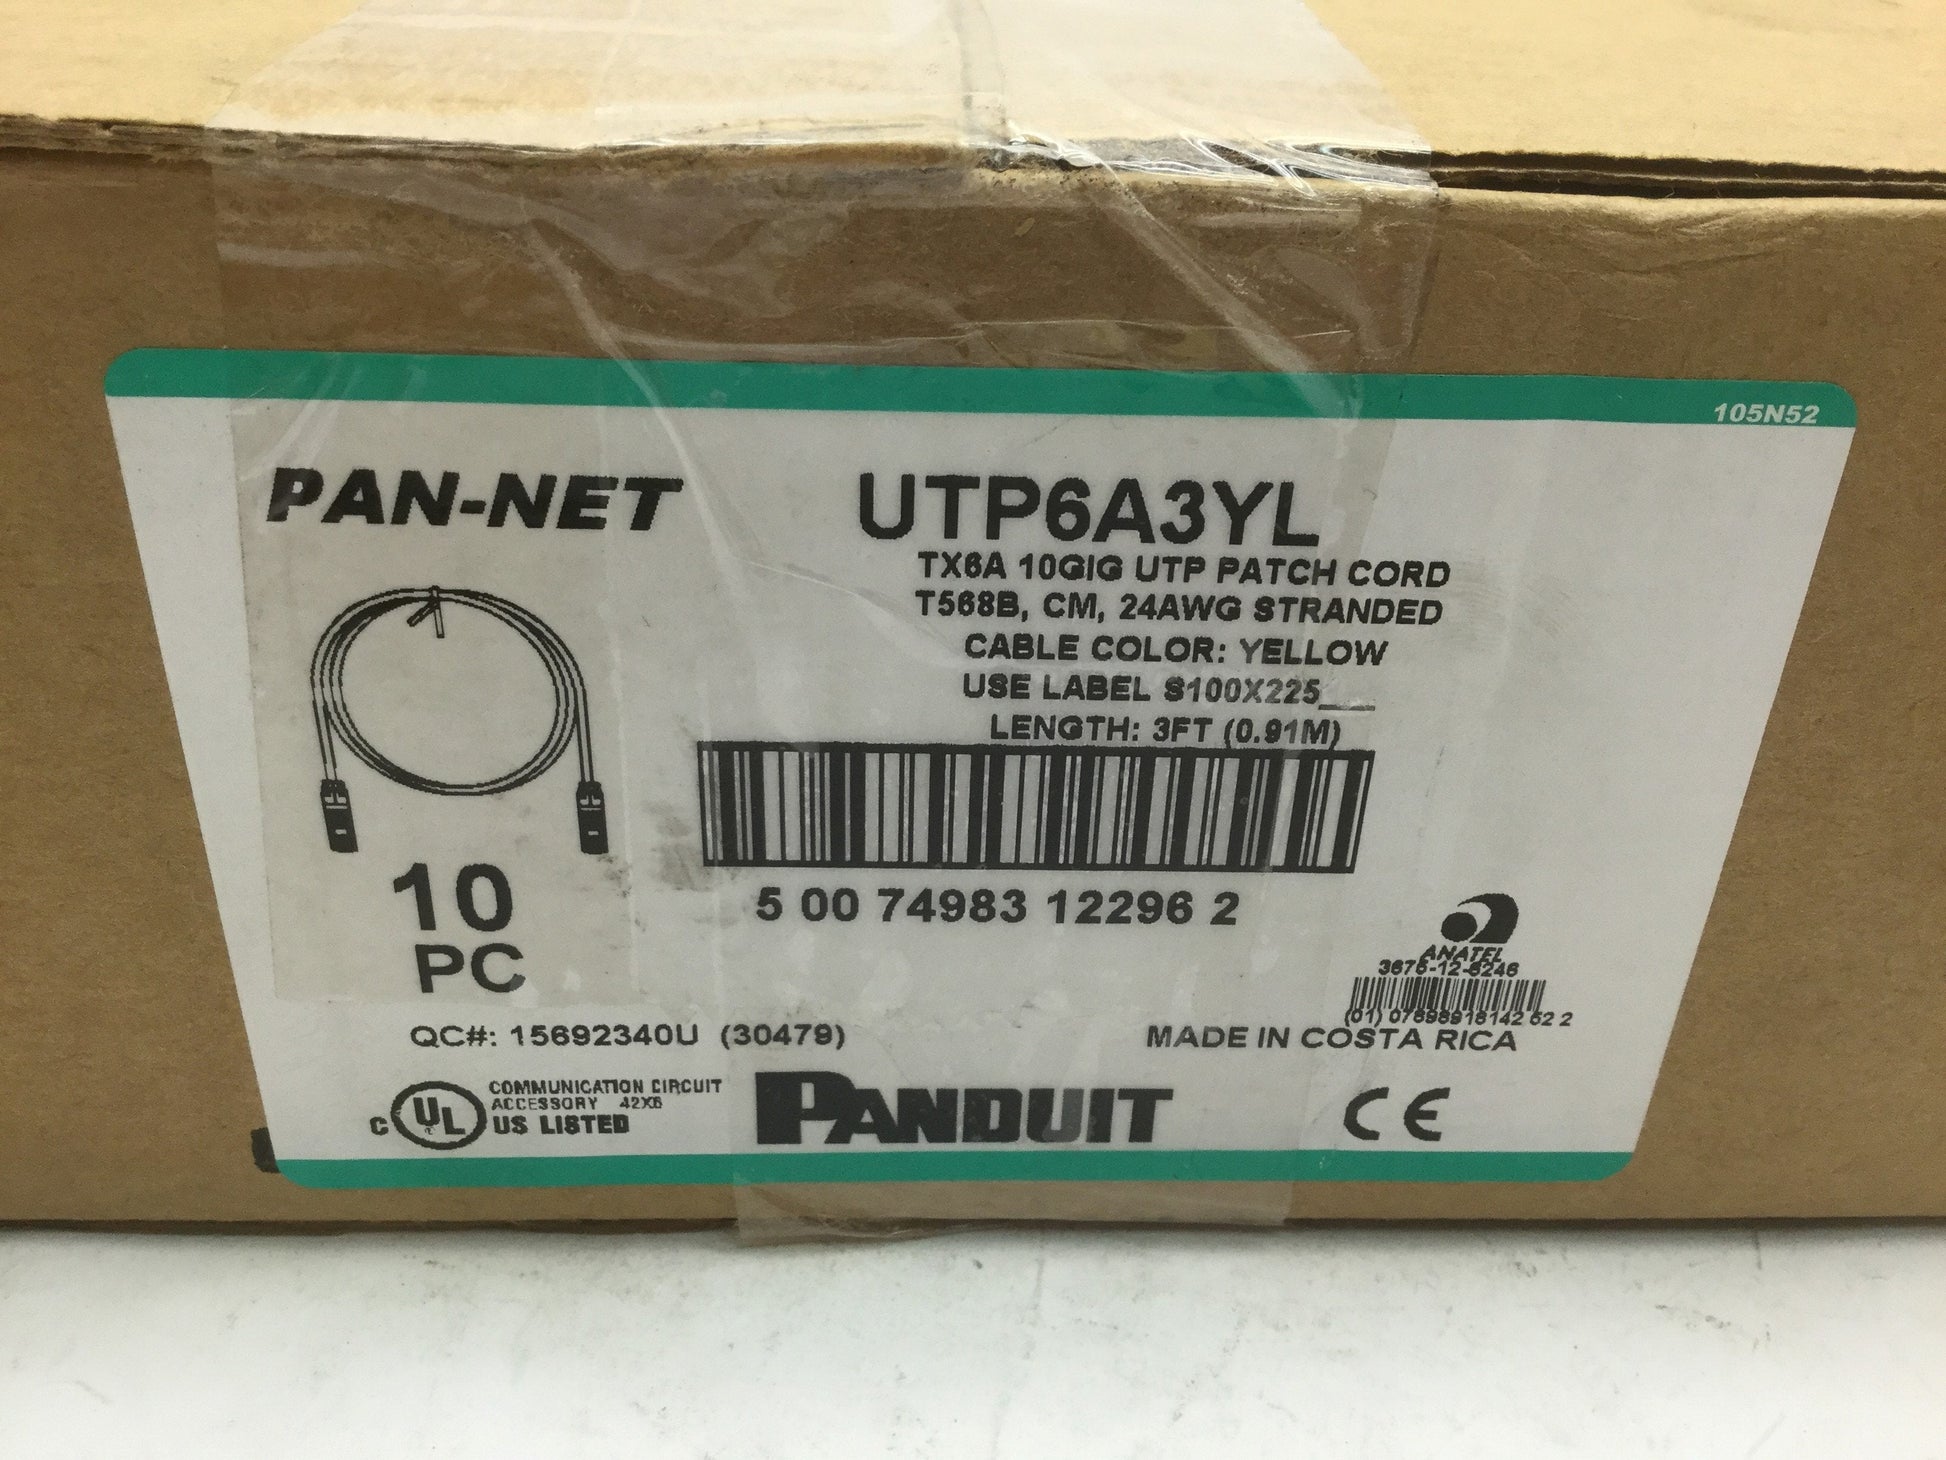 105N52
PAN-NET
UTP6A3YL
TX6A 10GIG UTP PATCH CORD
T568B, CM, 24AWG STRANDED
CABLE COLOR: YELLOW
USE LABEL S100X225___
LENGTH: 3FT (0.91M)
10
PC
5 00 74983 12296 2
ANATEL
3675-12-6246
QC#: 15692340U (30479)
MADE IN COSTA RICA
C UL US LISTED
COMMUNICATION CIRCUIT
ACCESSORY 42X6
PANDUIT
CE